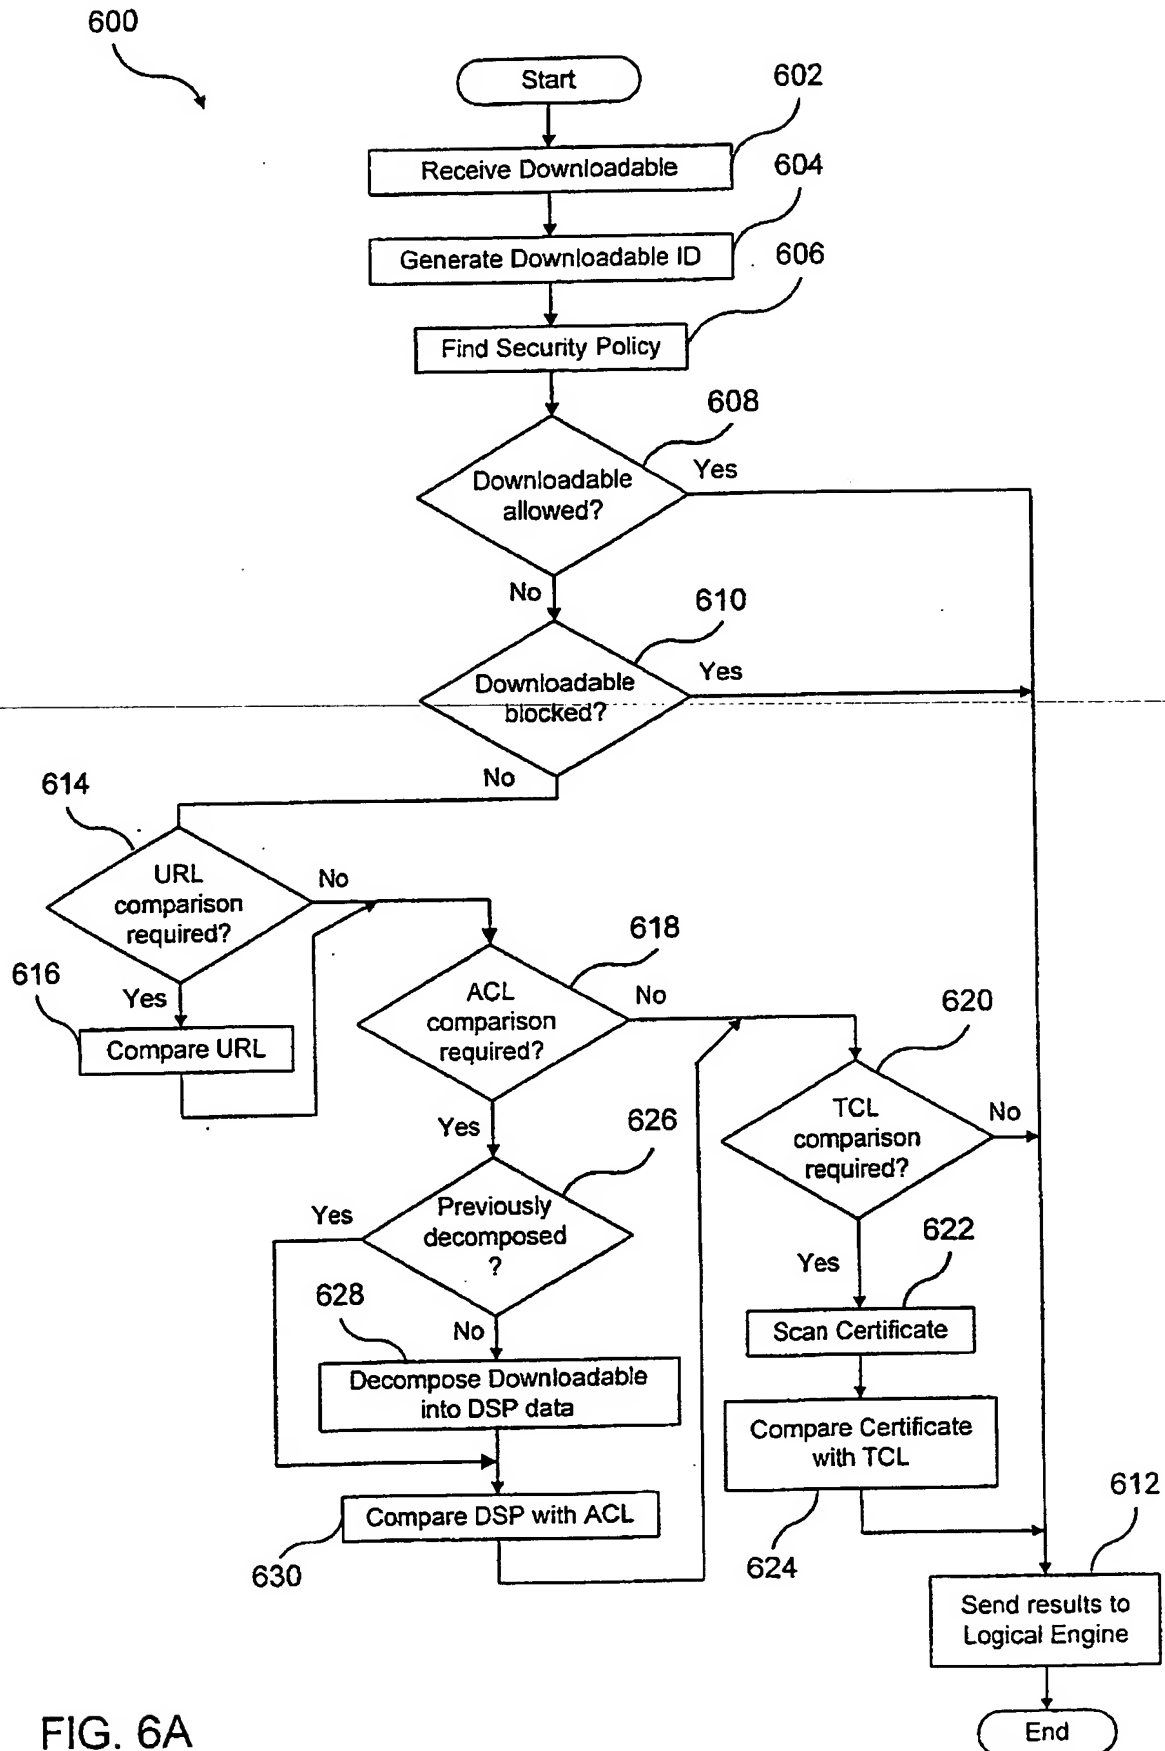 600
Start
602
Receive Downloadable
604
Generate Downloadable ID
606
Find Security Policy
608
Downloadable
allowed?
Yes
No
610
Downloadable
blocked?
Yes
No
614
URL
comparison
required?
No
616
Yes
Compare URL
618
ACL
comparison
required?
No
620
TCL
comparison
required?
No
Yes
626
Previously
decomposed
?
Yes
622
Yes
628
No
Scan Certificate
Decompose Downloadable
into DSP data
Compare Certificate
with TCL
612
Compare DSP with ACL
630
624
Send results to
Logical Engine
End
FIG. 6A